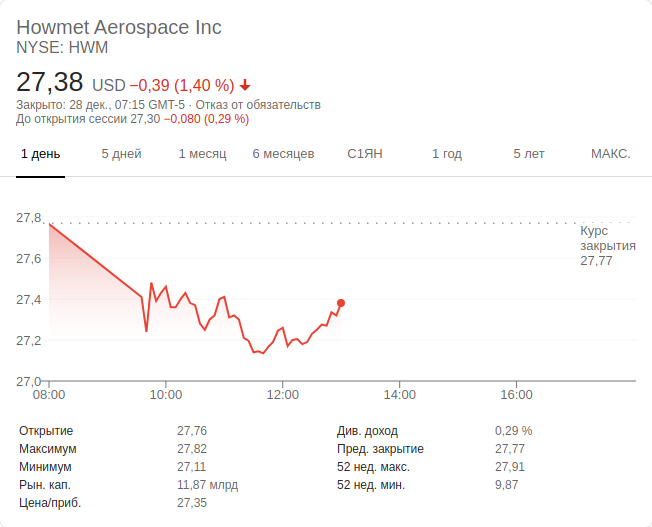 Howmet Aerospace Inc
NYSE: HWM
27,38 USD −0,39 (1,40 %)
Закрыто: 28 дек., 07:15 GMT-5 · Отказ от обязательств
До открытия сессии 27,30 −0,080 (0,29 %)
1 день 5 дней 1 месяц 6 месяцев С1ЯН 1 год 5 лет МАКС.
27,8
Курс
закрытия
27,77
27,6
27,4
27,2
27,0
08:00 10:00 12:00 14:00 16:00
Открытие 27,76 Див. доход 0,29 %
Максимум 27,82 Пред. закрытие 27,77
Минимум 27,11 52 нед. макс. 27,91
Рын. кап. 11,87 млрд 52 нед. мин. 9,87
Цена/приб. 27,35